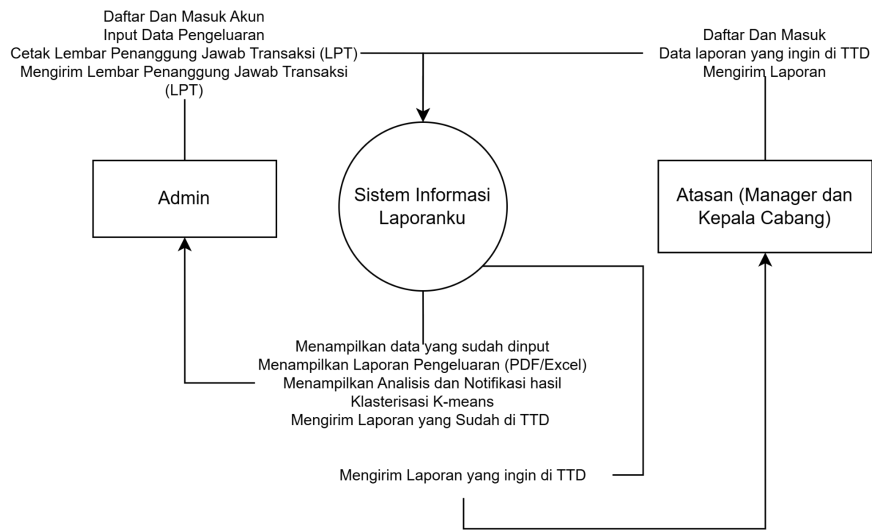 Daftar Dan Masuk Akun
Input Data Pengeluaran
Cetak Lembar Penanggung Jawab Transaksi (LPT)
Mengirim Lembar Penanggung Jawab Transaksi
(LPT)
Daftar Dan Masuk
Data laporan yang ingin di TTD
Mengirim Laporan
Admin
Sistem Informasi
Laporanku
Atasan (Manager dan
Kepala Cabang)
Menampilkan data yang sudah dinput
Menampilkan Laporan Pengeluaran (PDF/Excel)
Menampilkan Analisis dan Notifikasi hasil
Klasterisasi K-means
Mengirim Laporan yang Sudah di TTD
Mengirim Laporan yang ingin di TTD